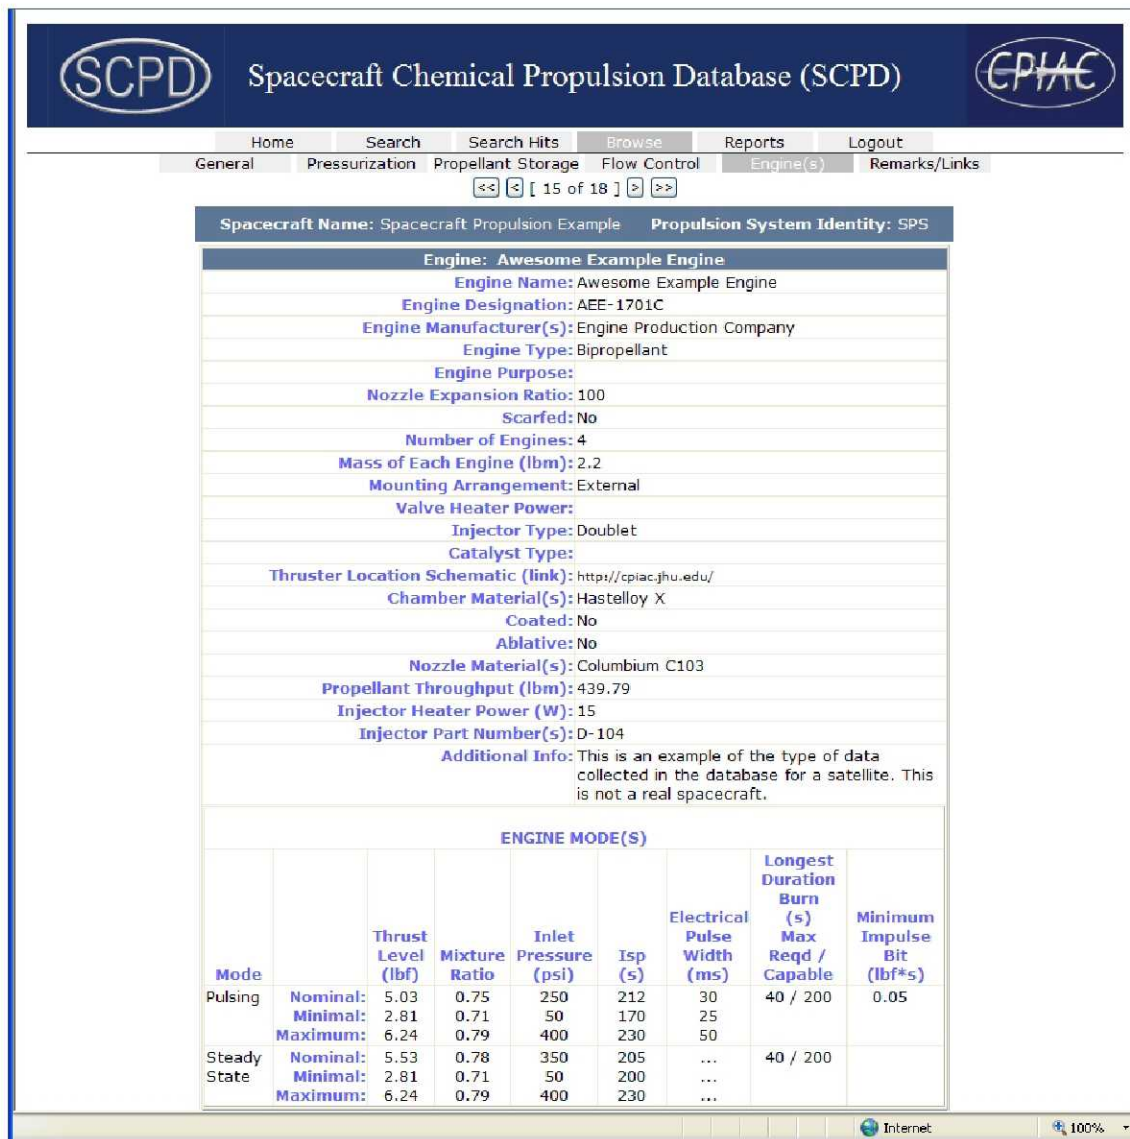 SCPD Spacecraft Chemical Propulsion Database (SCPD) CPIAC
Home Search Search Hits Browse Reports Logout
General Pressurization Propellant Storage Flow Control Engine(s) Remarks/Links
<< < [ 15 of 18 ] > >>
Spacecraft Name: Spacecraft Propulsion Example Propulsion System Identity: SPS
Engine: Awesome Example Engine
Engine Name: Awesome Example Engine
Engine Designation: AEE-1701C
Engine Manufacturer(s): Engine Production Company
Engine Type: Bipropellant
Engine Purpose:
Nozzle Expansion Ratio: 100
Scarfed: No
Number of Engines: 4
Mass of Each Engine (lbm): 2.2
Mounting Arrangement: External
Valve Heater Power:
Injector Type: Doublet
Catalyst Type:
Thruster Location Schematic (link): http://cpiac.jhu.edu/
Chamber Material(s): Hastelloy X
Coated: No
Ablative: No
Nozzle Material(s): Columbium C103
Propellant Throughput (lbm): 439.79
Injector Heater Power (W): 15
Injector Part Number(s): D-104
Additional Info: This is an example of the type of data
collected in the database for a satellite. This
is not a real spacecraft.
ENGINE MODE(S)
Longest
Duration
Burn
Electrical (s) Minimum
Thrust Inlet Pulse Max Impulse
Level Mixture Pressure Isp Width Reqd / Bit
Mode (lbf) Ratio (psi) (s) (ms) Capable (lbf*s)
Pulsing Nominal: 5.03 0.75 250 212 30 40 / 200 0.05
Minimal: 2.81 0.71 50 170 25
Maximum: 6.24 0.79 400 230 50
Steady Nominal: 5.53 0.78 350 205 ... 40 / 200
State Minimal: 2.81 0.71 50 200 ...
Maximum: 6.24 0.79 400 230 ...
Internet 100%